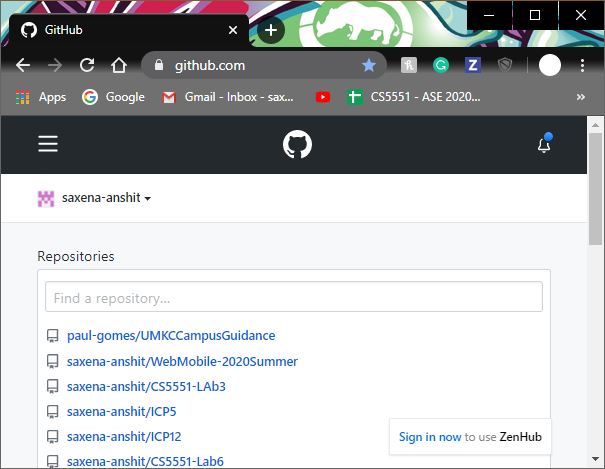 GitHub
github.com
Apps
Google
Gmail - Inbox - sax...
CS5551 - ASE 2020...
»
saxena-anshit
Repositories
Find a repository...
paul-gomes/UMKCCampusGuidance
saxena-anshit/WebMobile-2020Summer
saxena-anshit/CS5551-LAb3
saxena-anshit/ICP5
saxena-anshit/ICP12
Sign in now to use ZenHub
saxena-anshit/CS5551-Lab6